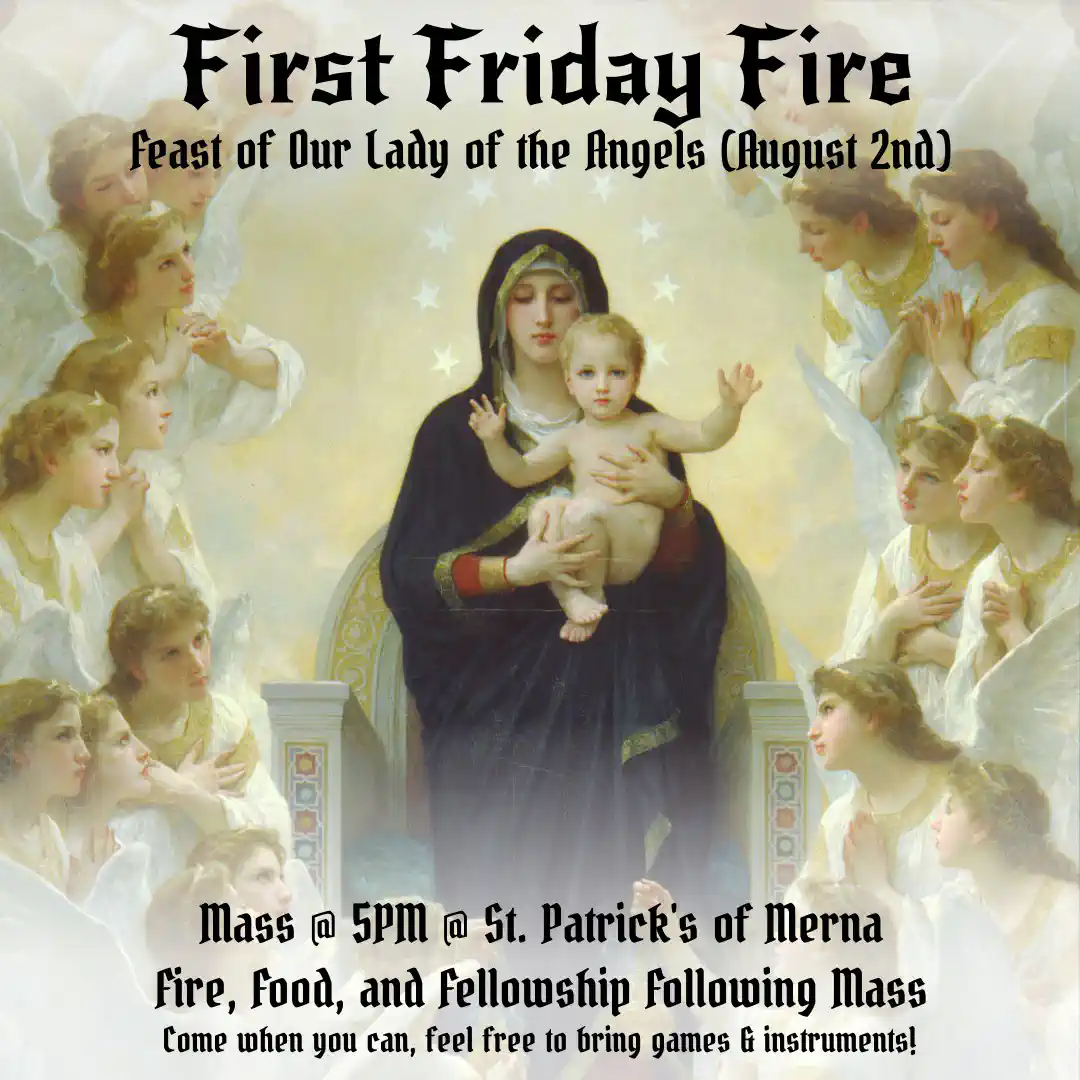 First Friday Fire
Feast of Our Lady of the Angels (August 2nd)
Mass @ 5PM @ St. Patrick's of Merna
Fire, Food, and Fellowship Following Mass
Come when you can, feel free to bring games & instruments!